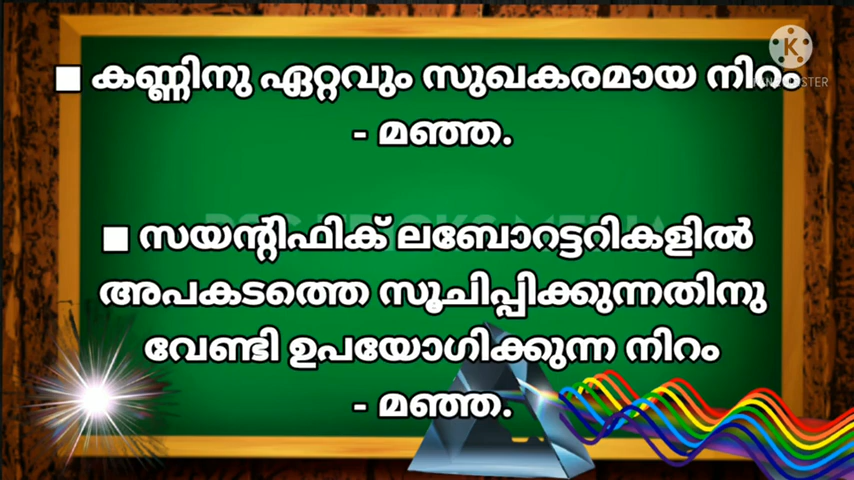 ■ കണ്ണിനു ഏറ്റവും സുഖകരമായ നിറം
- മഞ്ഞ.
■ സയന്റിഫിക് ലബോറട്ടറികളിൽ
അപകടത്തെ സൂചിപ്പിക്കുന്നതിനു
വേണ്ടി ഉപയോഗിക്കുന്ന നിറം
- മഞ്ഞ.
K